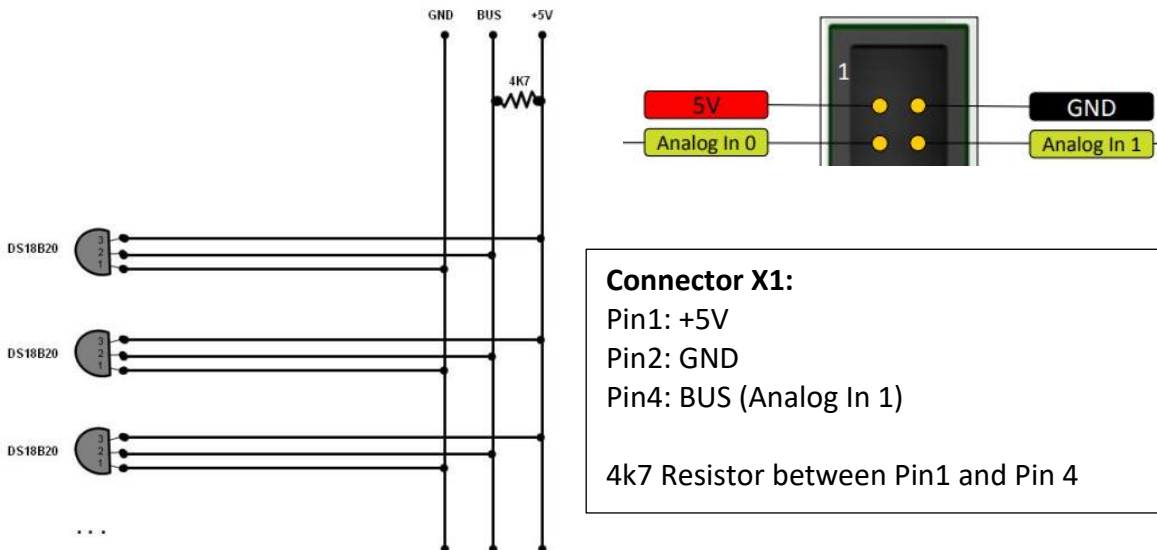 GND BUS +5V
4K7
DS18B20
3
2
1
DS18B20
3
2
1
DS18B20
3
2
1
...
1
5V GND
Analog In 0 Analog In 1
Connector X1:
Pin1: +5V
Pin2: GND
Pin4: BUS (Analog In 1)
4k7 Resistor between Pin1 and Pin 4